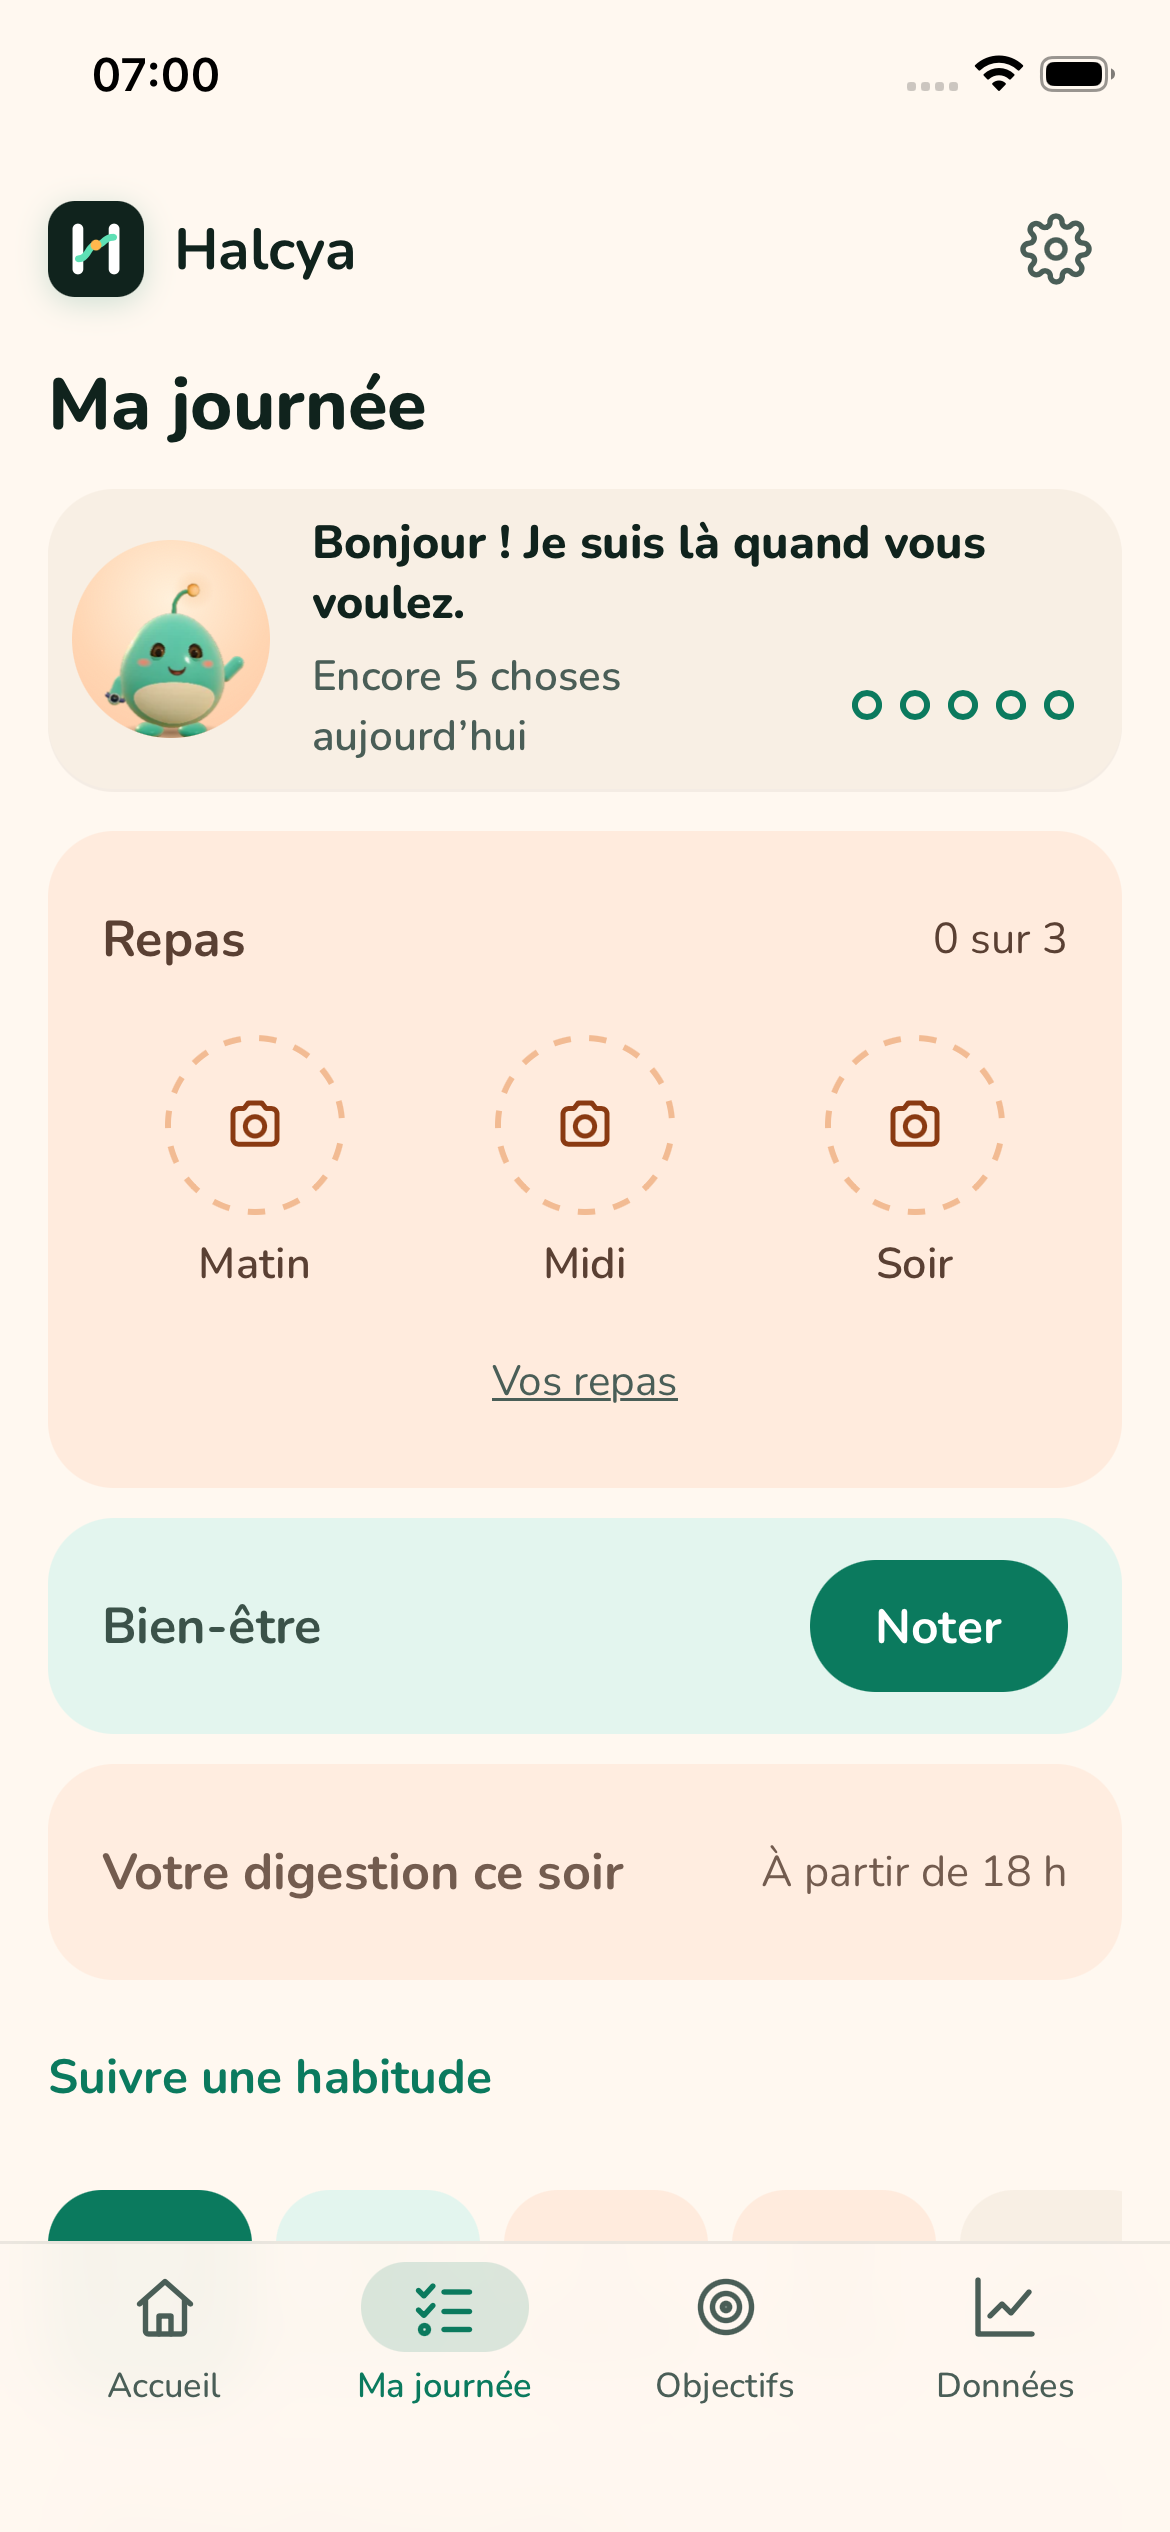 07:00
Halcya
Ma journée
Bonjour ! Je suis là quand vous
voulez.
Encore 5 choses
aujourd’hui
Repas
0 sur 3
Matin
Midi
Soir
Vos repas
Bien-être
Noter
Votre digestion ce soir
À partir de 18 h
Suivre une habitude
Accueil
Ma journée
Objectifs
Données